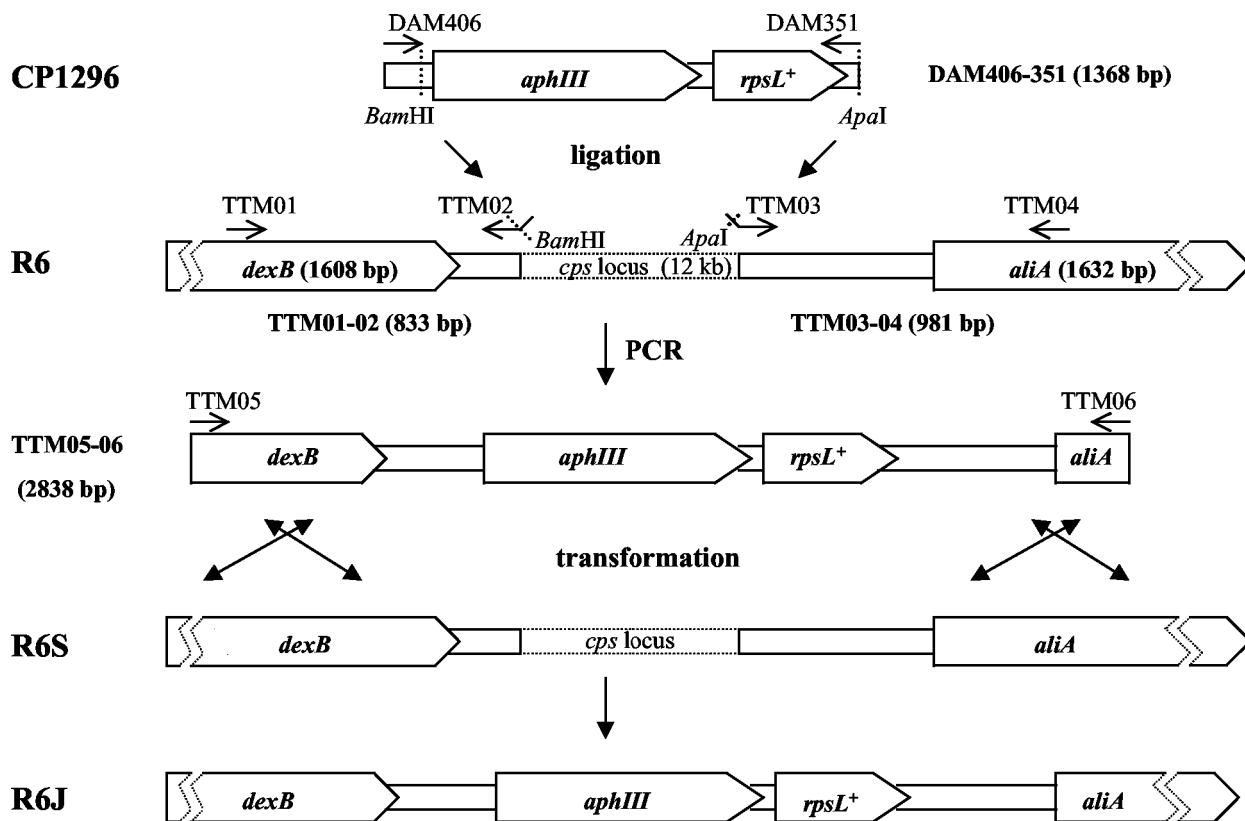 DAM406 DAM351
CP1296 aphIII rpsL+ DAM406-351 (1368 bp)
BamHI ApaI
ligation
TTM01 TTM02 TTM03 TTM04
BamHI ApaI
R6 dexB (1608 bp) cps locus (12 kb) aliA (1632 bp)
TTM01-02 (833 bp) TTM03-04 (981 bp)
PCR
TTM05 TTM06
TTM05-06
dexB aphIII rpsL+ aliA
(2838 bp)
transformation
R6S dexB cps locus aliA
R6J dexB aphIII rpsL+ aliA